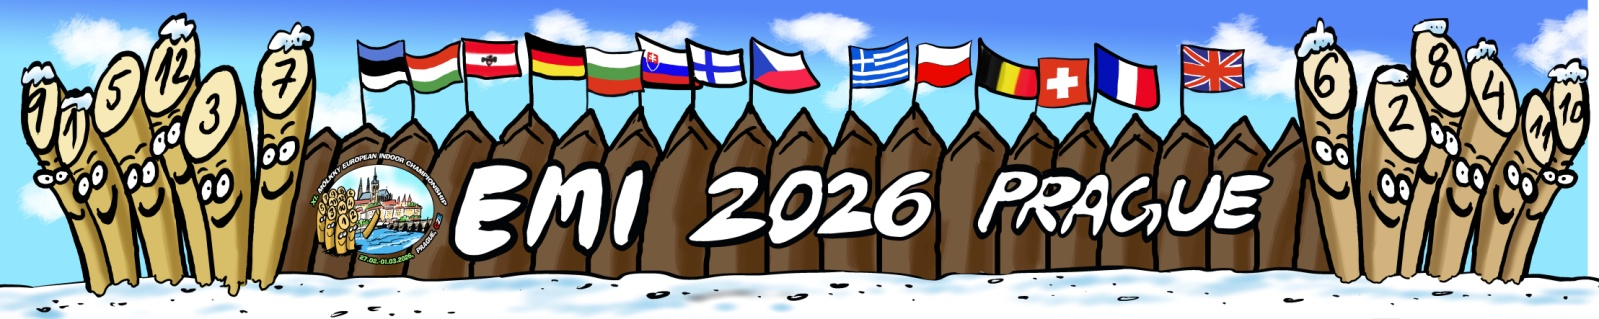 9 1 5 12 3 7
XI. MÖLKKY EUROPEAN INDOOR CHAMPIONSHIP
PRAGUE
27.02.-01.03.2026.
EMI 2026 PRAGUE
6 2 8 4 11 10